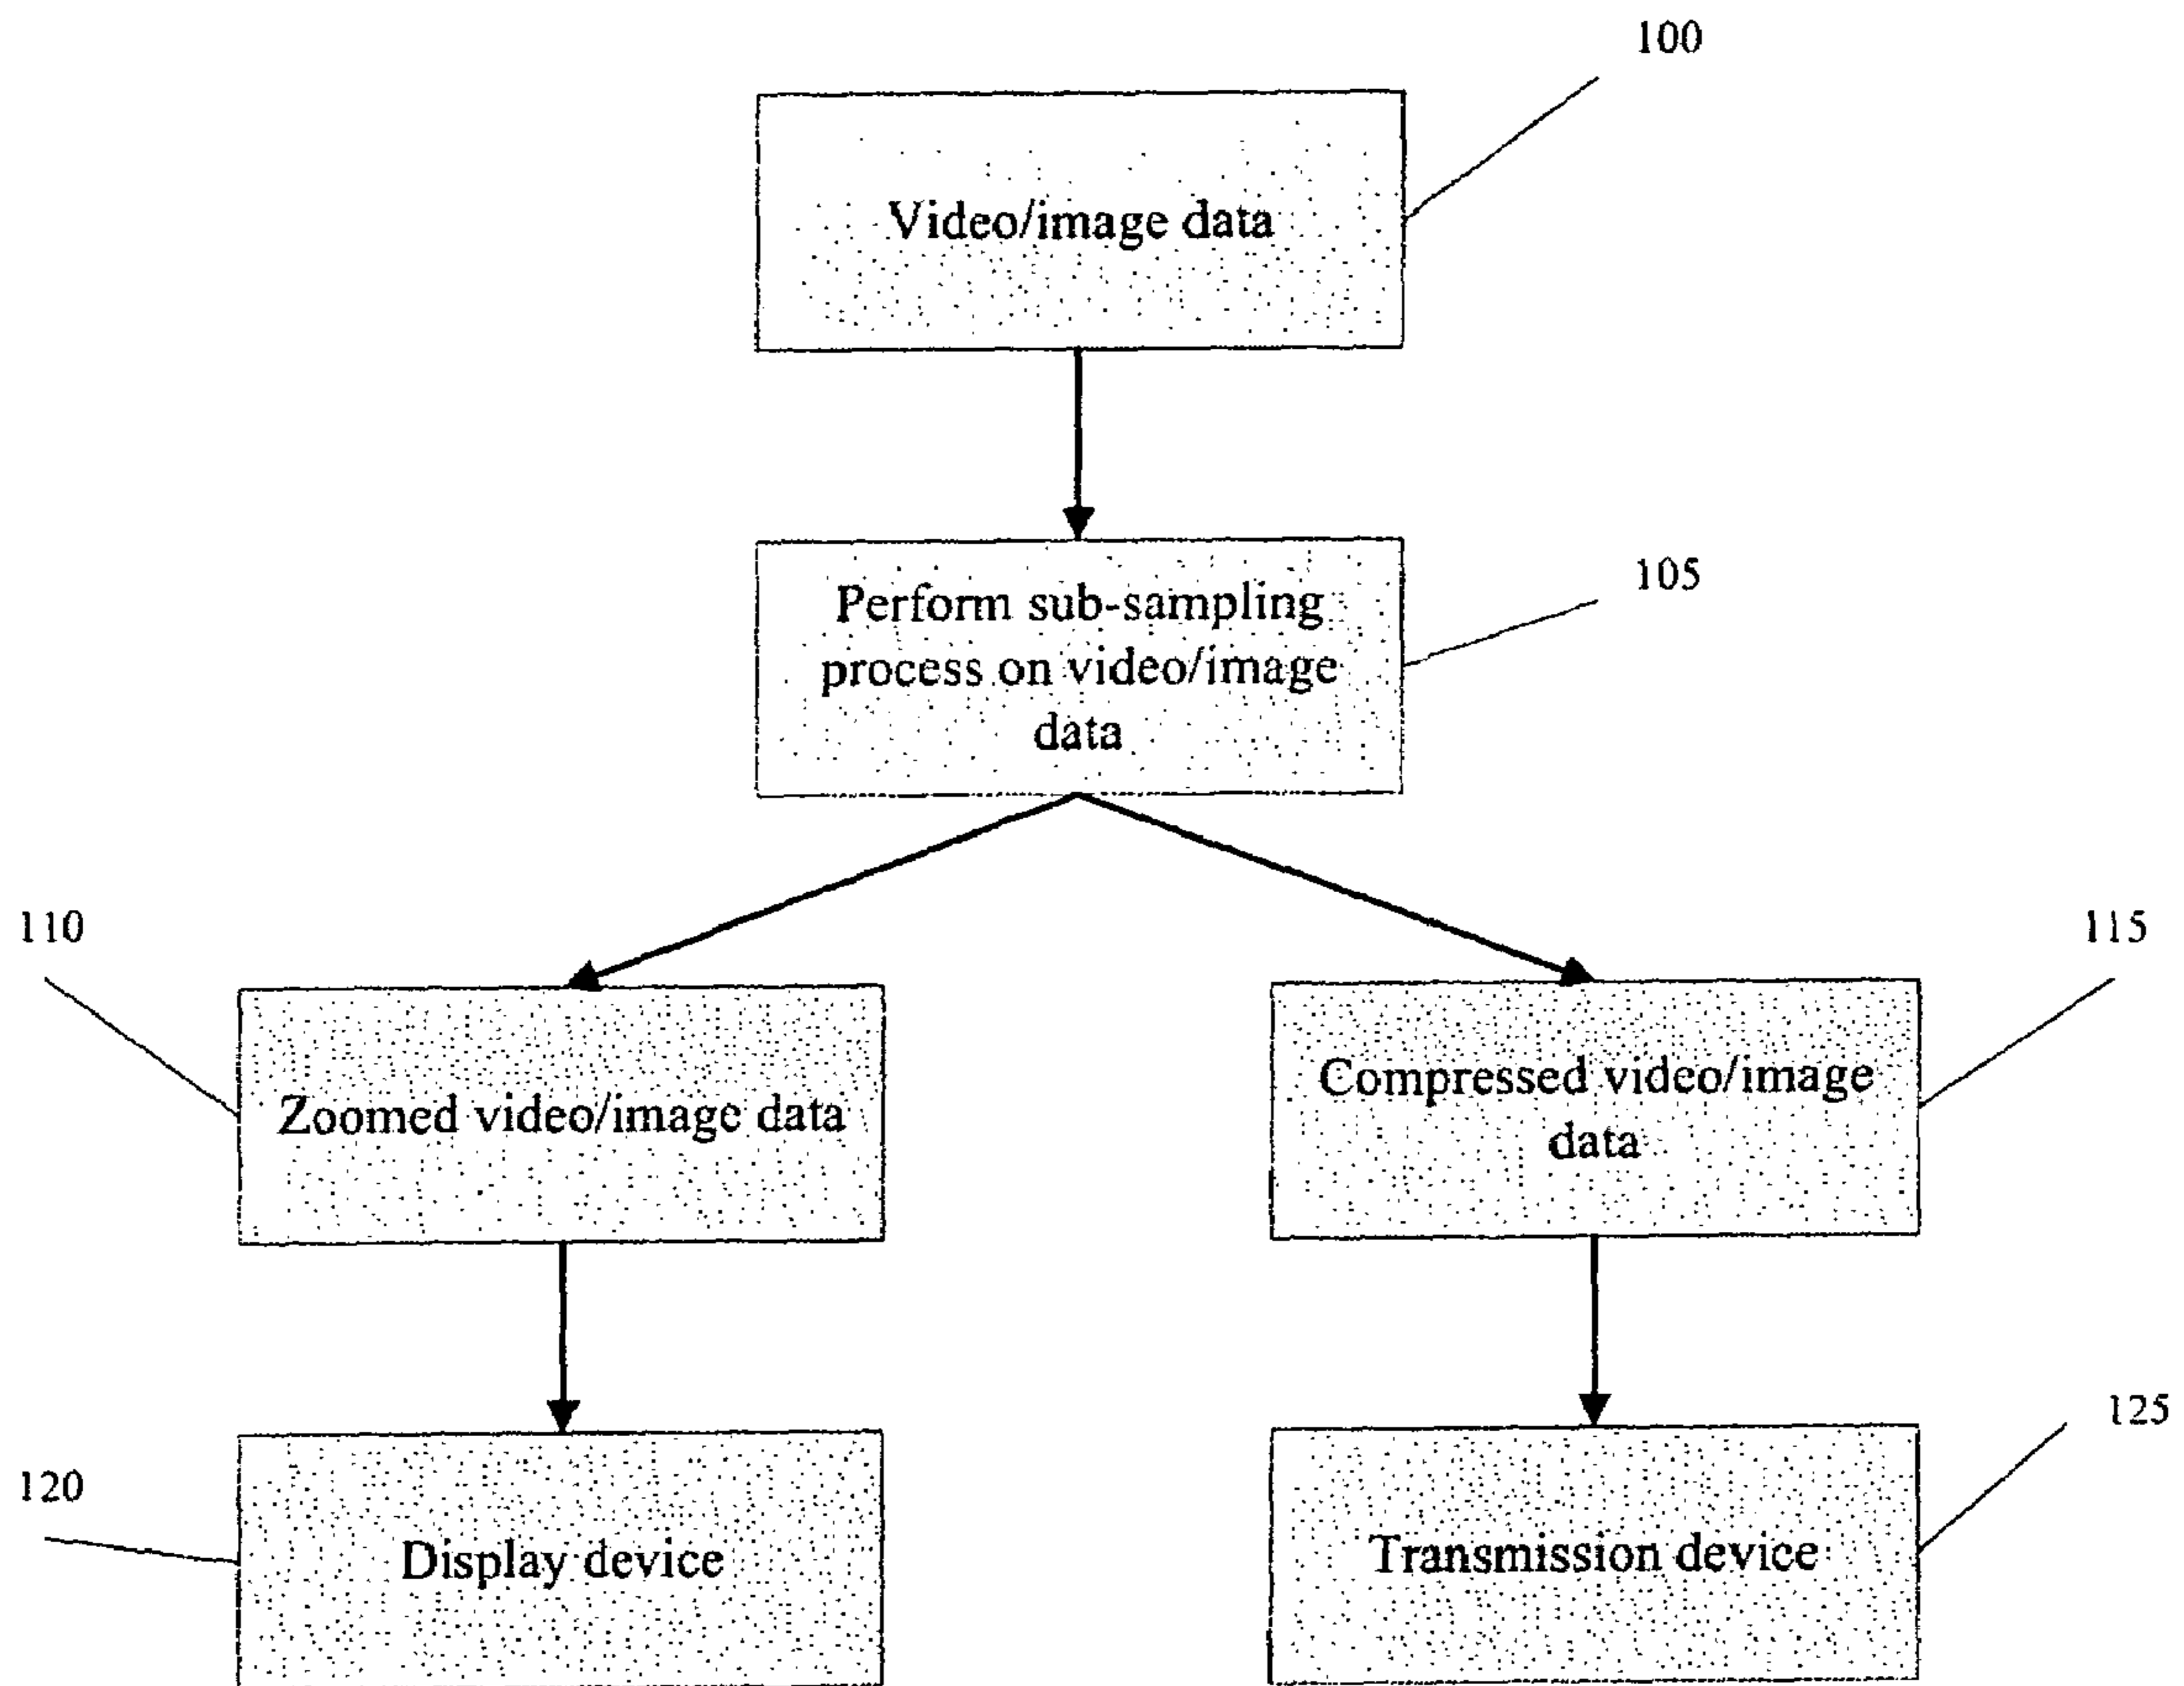 100
Video/image data
105
Perform sub-sampling
process on video/image
data
110
115
Zoomed video/image data
Compressed video/image
data
120
125
Display device
Transmission device